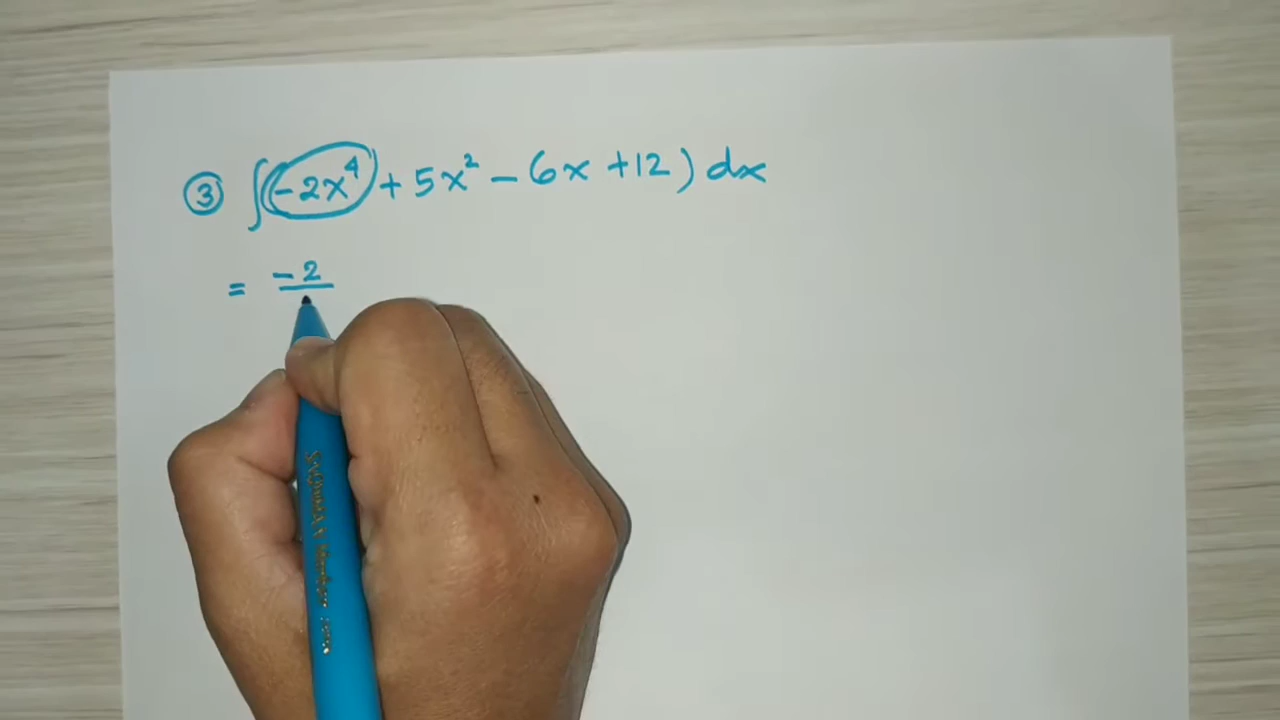 ③ ∫(-2x⁴ + 5x² - 6x + 12) dx
= -2